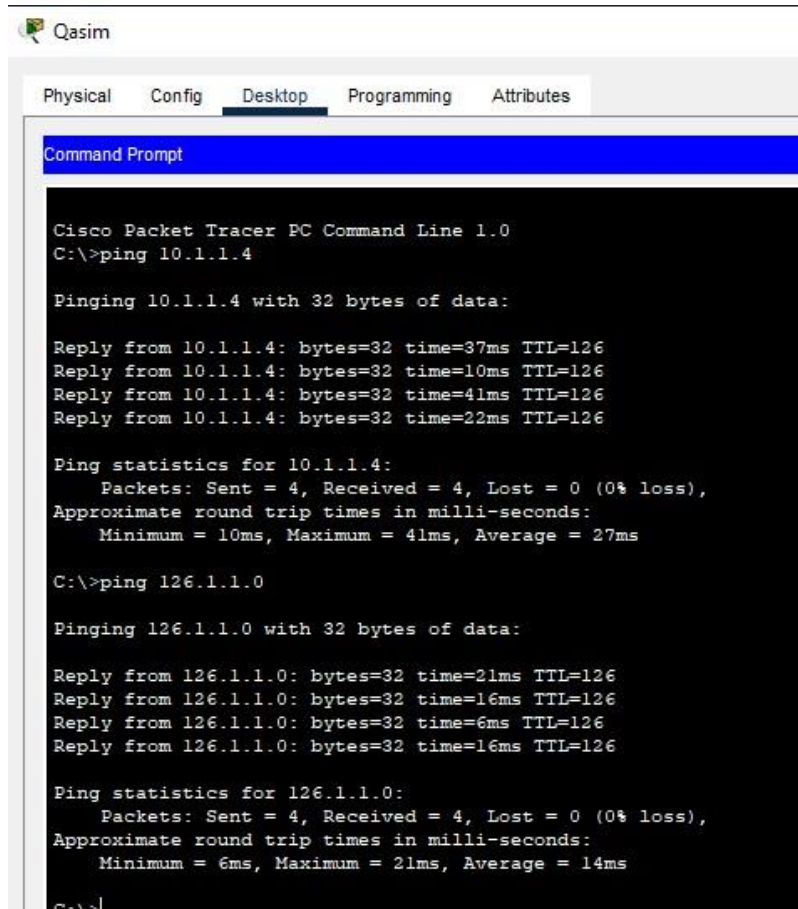 Qasim
Physical Config Desktop Programming Attributes
Command Prompt
Cisco Packet Tracer PC Command Line 1.0
C:\>ping 10.1.1.4
Pinging 10.1.1.4 with 32 bytes of data:
Reply from 10.1.1.4: bytes=32 time=37ms TTL=126
Reply from 10.1.1.4: bytes=32 time=10ms TTL=126
Reply from 10.1.1.4: bytes=32 time=41ms TTL=126
Reply from 10.1.1.4: bytes=32 time=22ms TTL=126
Ping statistics for 10.1.1.4:
Packets: Sent = 4, Received = 4, Lost = 0 (0% loss),
Approximate round trip times in milli-seconds:
Minimum = 10ms, Maximum = 41ms, Average = 27ms
C:\>ping 126.1.1.0
Pinging 126.1.1.0 with 32 bytes of data:
Reply from 126.1.1.0: bytes=32 time=21ms TTL=126
Reply from 126.1.1.0: bytes=32 time=16ms TTL=126
Reply from 126.1.1.0: bytes=32 time=6ms TTL=126
Reply from 126.1.1.0: bytes=32 time=16ms TTL=126
Ping statistics for 126.1.1.0:
Packets: Sent = 4, Received = 4, Lost = 0 (0% loss),
Approximate round trip times in milli-seconds:
Minimum = 6ms, Maximum = 21ms, Average = 14ms
C:\>